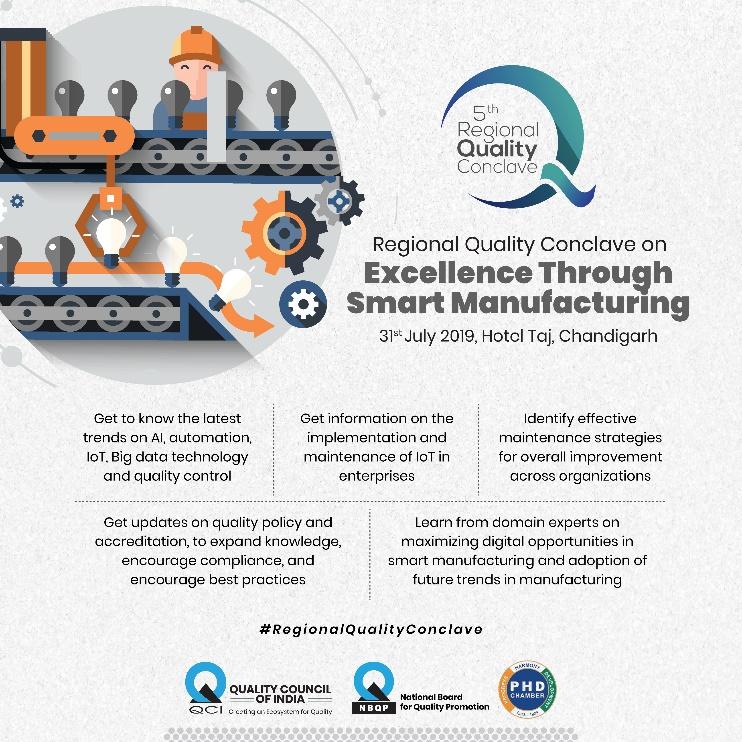 5th
Regional
Quality
Conclave
Regional Quality Conclave on
Excellence Through
Smart Manufacturing
31st July 2019, Hotel Taj, Chandigarh
Get to know the latest
trends on AI, automation,
IoT, Big data technology
and quality control
Get information on the
implementation and
maintenance of IoT in
enterprises
Identify effective
maintenance strategies
for overall improvement
across organizations
Get updates on quality policy and
accreditation, to expand knowledge,
encourage compliance, and
encourage best practices
Learn from domain experts on
maximizing digital opportunities in
smart manufacturing and adoption of
future trends in manufacturing
#RegionalQualityConclave
QCI
QUALITY COUNCIL
OF INDIA
Creating an Ecosystem for Quality
NBQP
National Board
for Quality Promotion
HARMONY
PHD
CHAMBER